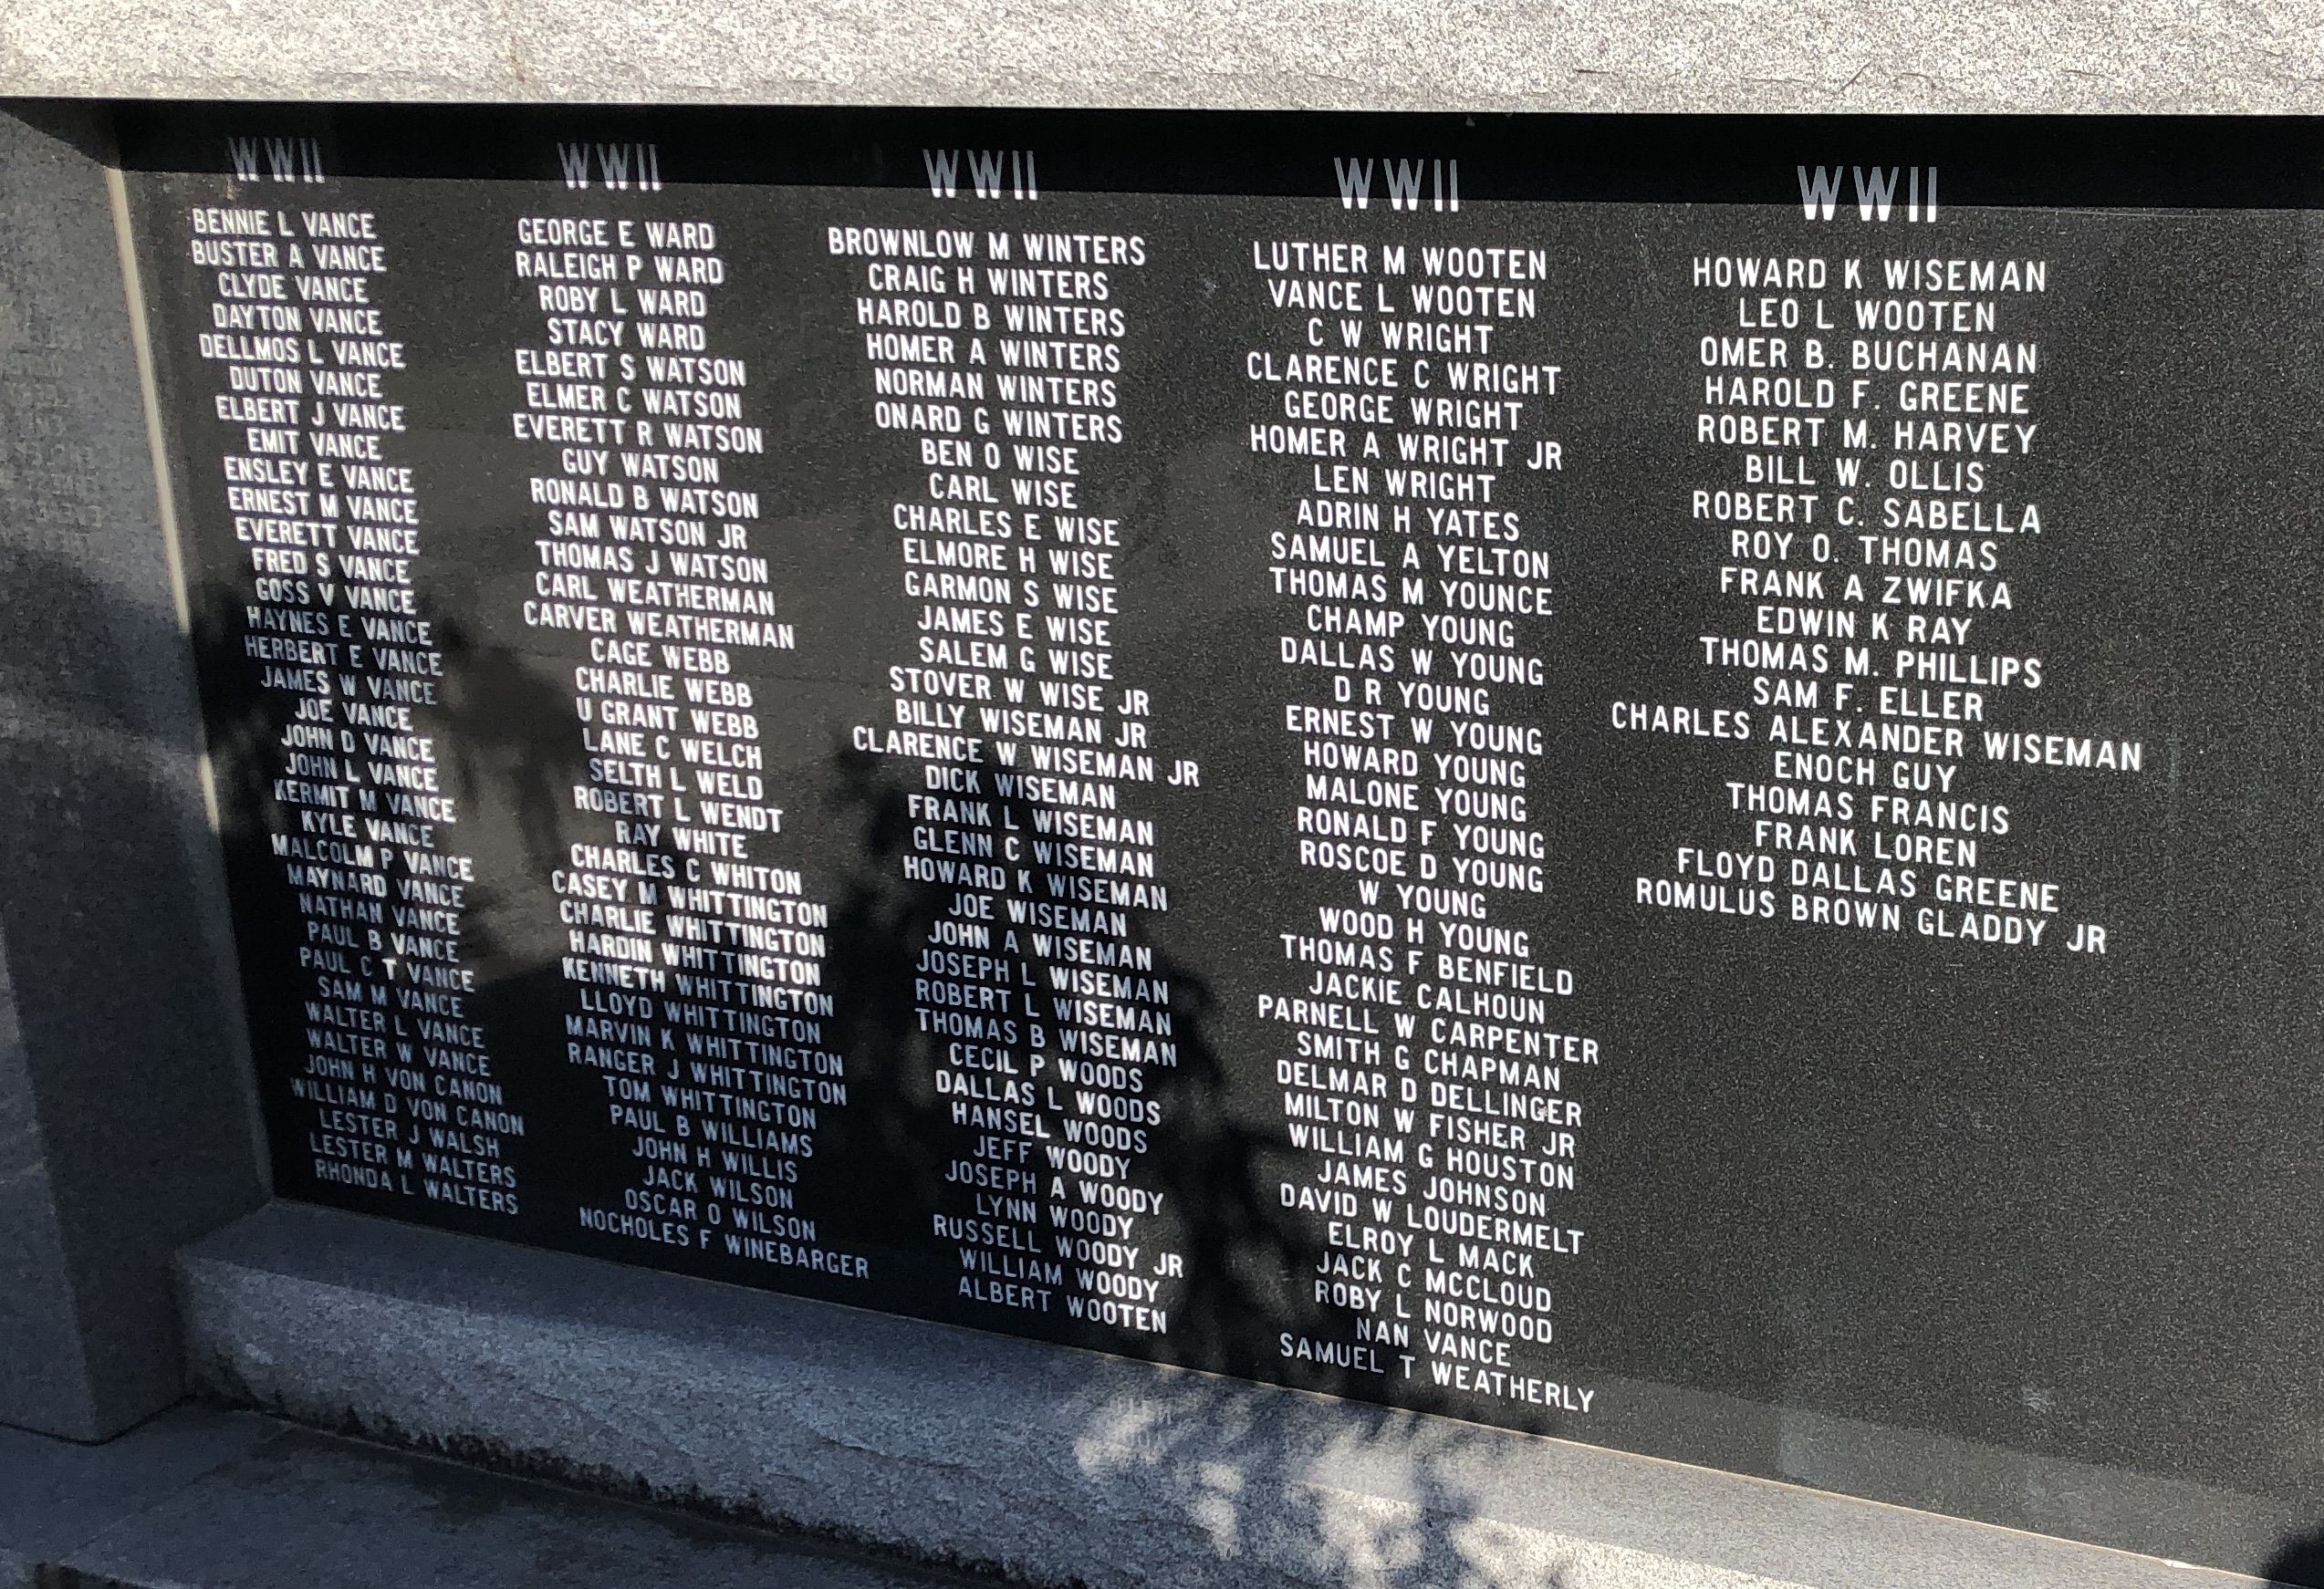 WWII
BENNIE L VANCE
BUSTER A VANCE
CLYDE VANCE
DAYTON VANCE
DELLMOS L VANCE
DUTON VANCE
ELBERT J VANCE
EMIT VANCE
ENSLEY E VANCE
ERNEST M VANCE
EVERETT VANCE
FRED S VANCE
GOSS V VANCE
HAYNES E VANCE
HERBERT E VANCE
JAMES W VANCE
JOE VANCE
JOHN D VANCE
JOHN L VANCE
KERMIT M VANCE
KYLE VANCE
MALCOLM P VANCE
MAYNARD VANCE
NATHAN VANCE
PAUL B VANCE
PAUL C T VANCE
SAM M VANCE
WALTER L VANCE
WALTER W VANCE
JOHN H VON CANON
WILLIAM D VON CANON
LESTER J WALSH
LESTER M WALTERS
RHONDA L WALTERS
WWII
GEORGE E WARD
RALEIGH P WARD
ROBY L WARD
STACY WARD
ELBERT S WATSON
ELMER C WATSON
EVERETT R WATSON
GUY WATSON
RONALD B WATSON
SAM WATSON JR
THOMAS J WATSON
CARL WEATHERMAN
CARVER WEATHERMAN
CAGE WEBB
CHARLIE WEBB
U GRANT WEBB
LANE C WELCH
SELTH L WELD
ROBERT L WENDT
RAY WHITE
CHARLES C WHITON
CASEY M WHITTINGTON
CHARLIE WHITTINGTON
HARDIN WHITTINGTON
KENNETH WHITTINGTON
LLOYD WHITTINGTON
MARVIN K WHITTINGTON
RANGER J WHITTINGTON
TOM WHITTINGTON
PAUL B WILLIAMS
JOHN H WILLIS
JACK WILSON
OSCAR O WILSON
NOCHOLES F WINEBARGER
WWII
BROWNLOW M WINTERS
CRAIG H WINTERS
HAROLD B WINTERS
HOMER A WINTERS
NORMAN WINTERS
ONARD G WINTERS
BEN O WISE
CARL WISE
CHARLES E WISE
ELMORE H WISE
GARMON S WISE
JAMES E WISE
SALEM G WISE
STOVER W WISE JR
BILLY WISEMAN JR
CLARENCE W WISEMAN JR
DICK WISEMAN
FRANK L WISEMAN
GLENN C WISEMAN
HOWARD K WISEMAN
JOE WISEMAN
JOHN A WISEMAN
JOSEPH L WISEMAN
ROBERT L WISEMAN
THOMAS B WISEMAN
CECIL P WOODS
DALLAS L WOODS
HANSEL WOODS
JEFF WOODY
JOSEPH A WOODY
LYNN WOODY
RUSSELL WOODY JR
WILLIAM WOODY
ALBERT WOOTEN
WWII
LUTHER M WOOTEN
VANCE L WOOTEN
C W WRIGHT
CLARENCE C WRIGHT
GEORGE WRIGHT
HOMER A WRIGHT JR
LEN WRIGHT
ADRIN H YATES
SAMUEL A YELTON
THOMAS M YOUNCE
CHAMP YOUNG
DALLAS W YOUNG
D R YOUNG
ERNEST W YOUNG
HOWARD YOUNG
MALONE YOUNG
RONALD F YOUNG
ROSCOE D YOUNG
W YOUNG
WOOD H YOUNG
THOMAS F BENFIELD
JACKIE CALHOUN
PARNELL W CARPENTER
SMITH G CHAPMAN
DELMAR D DELLINGER
MILTON W FISHER JR
WILLIAM G HOUSTON
JAMES JOHNSON
DAVID W LOUDERMELT
ELROY L MACK
JACK C MCCLOUD
ROBY L NORWOOD
NAN VANCE
SAMUEL T WEATHERLY
WWII
HOWARD K WISEMAN
LEO L WOOTEN
OMER B. BUCHANAN
HAROLD F. GREENE
ROBERT M. HARVEY
BILL W. OLLIS
ROBERT C. SABELLA
ROY O. THOMAS
FRANK A ZWIFKA
EDWIN K RAY
THOMAS M. PHILLIPS
SAM F. ELLER
CHARLES ALEXANDER WISEMAN
ENOCH GUY
THOMAS FRANCIS
FRANK LOREN
FLOYD DALLAS GREENE
ROMULUS BROWN GLADDY JR